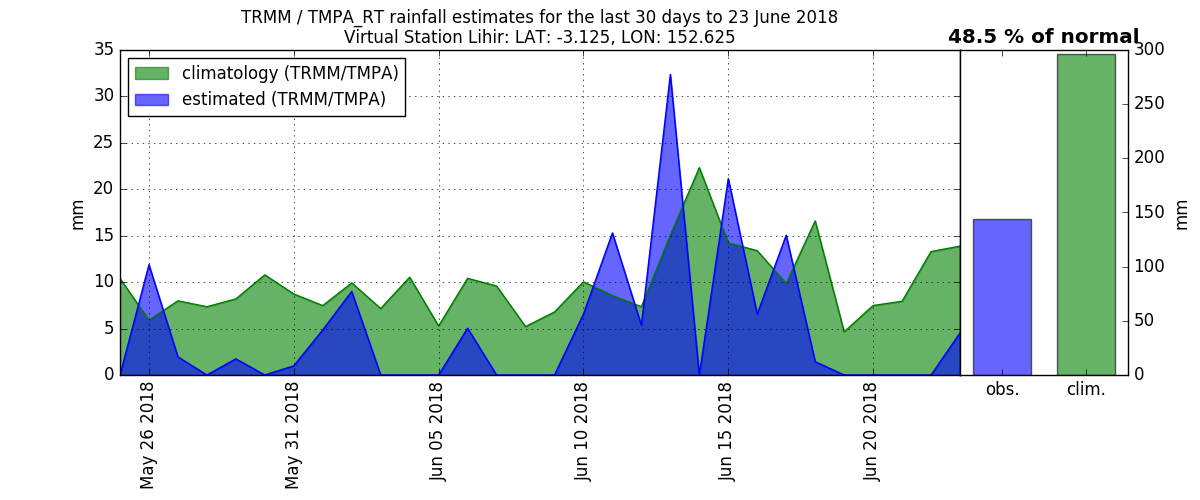 TRMM / TMPA_RT rainfall estimates for the last 30 days to 23 June 2018
Virtual Station Lihir: LAT: -3.125, LON: 152.625
48.5 % of normal
climatology (TRMM/TMPA)
estimated (TRMM/TMPA)
35
30
25
20
15
10
5
0
mm
May 26 2018
May 31 2018
Jun 05 2018
Jun 10 2018
Jun 15 2018
Jun 20 2018
obs.
clim.
300
250
200
150
100
50
0
mm